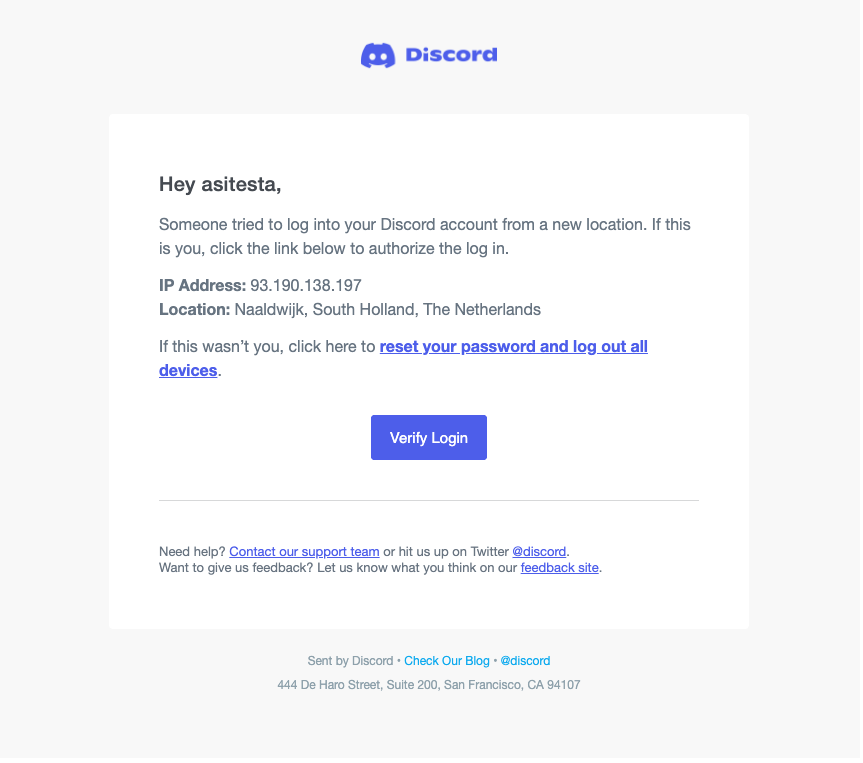 Discord
Hey asitesta,
Someone tried to log into your Discord account from a new location. If this
is you, click the link below to authorize the log in.
IP Address: 93.190.138.197
Location: Naaldwijk, South Holland, The Netherlands
If this wasn’t you, click here to reset your password and log out all
devices.
Verify Login
Need help? Contact our support team or hit us up on Twitter @discord.
Want to give us feedback? Let us know what you think on our feedback site.
Sent by Discord • Check Our Blog • @discord
444 De Haro Street, Suite 200, San Francisco, CA 94107